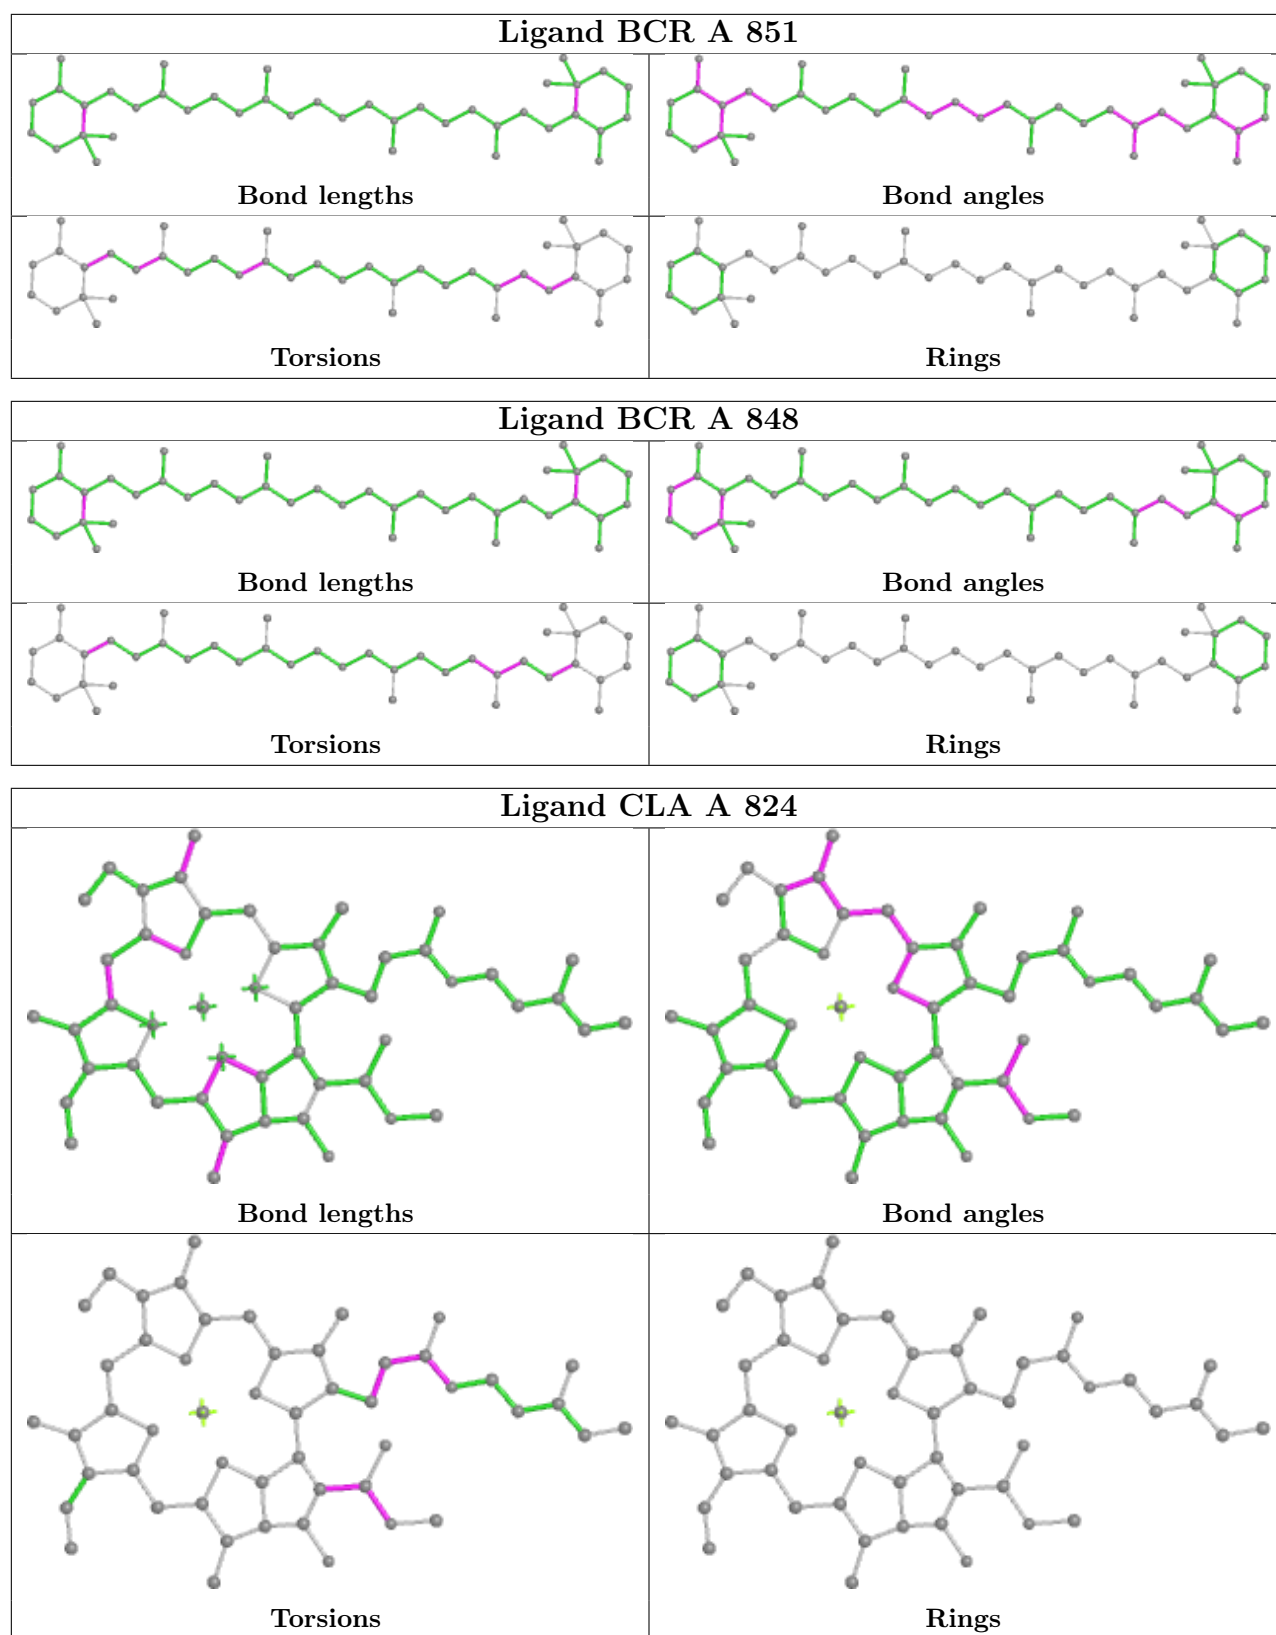 Ligand BCR A 851
Bond lengths
Bond angles
Torsions
Rings
Ligand BCR A 848
Bond lengths
Bond angles
Torsions
Rings
Ligand CLA A 824
Bond lengths
Bond angles
Torsions
Rings